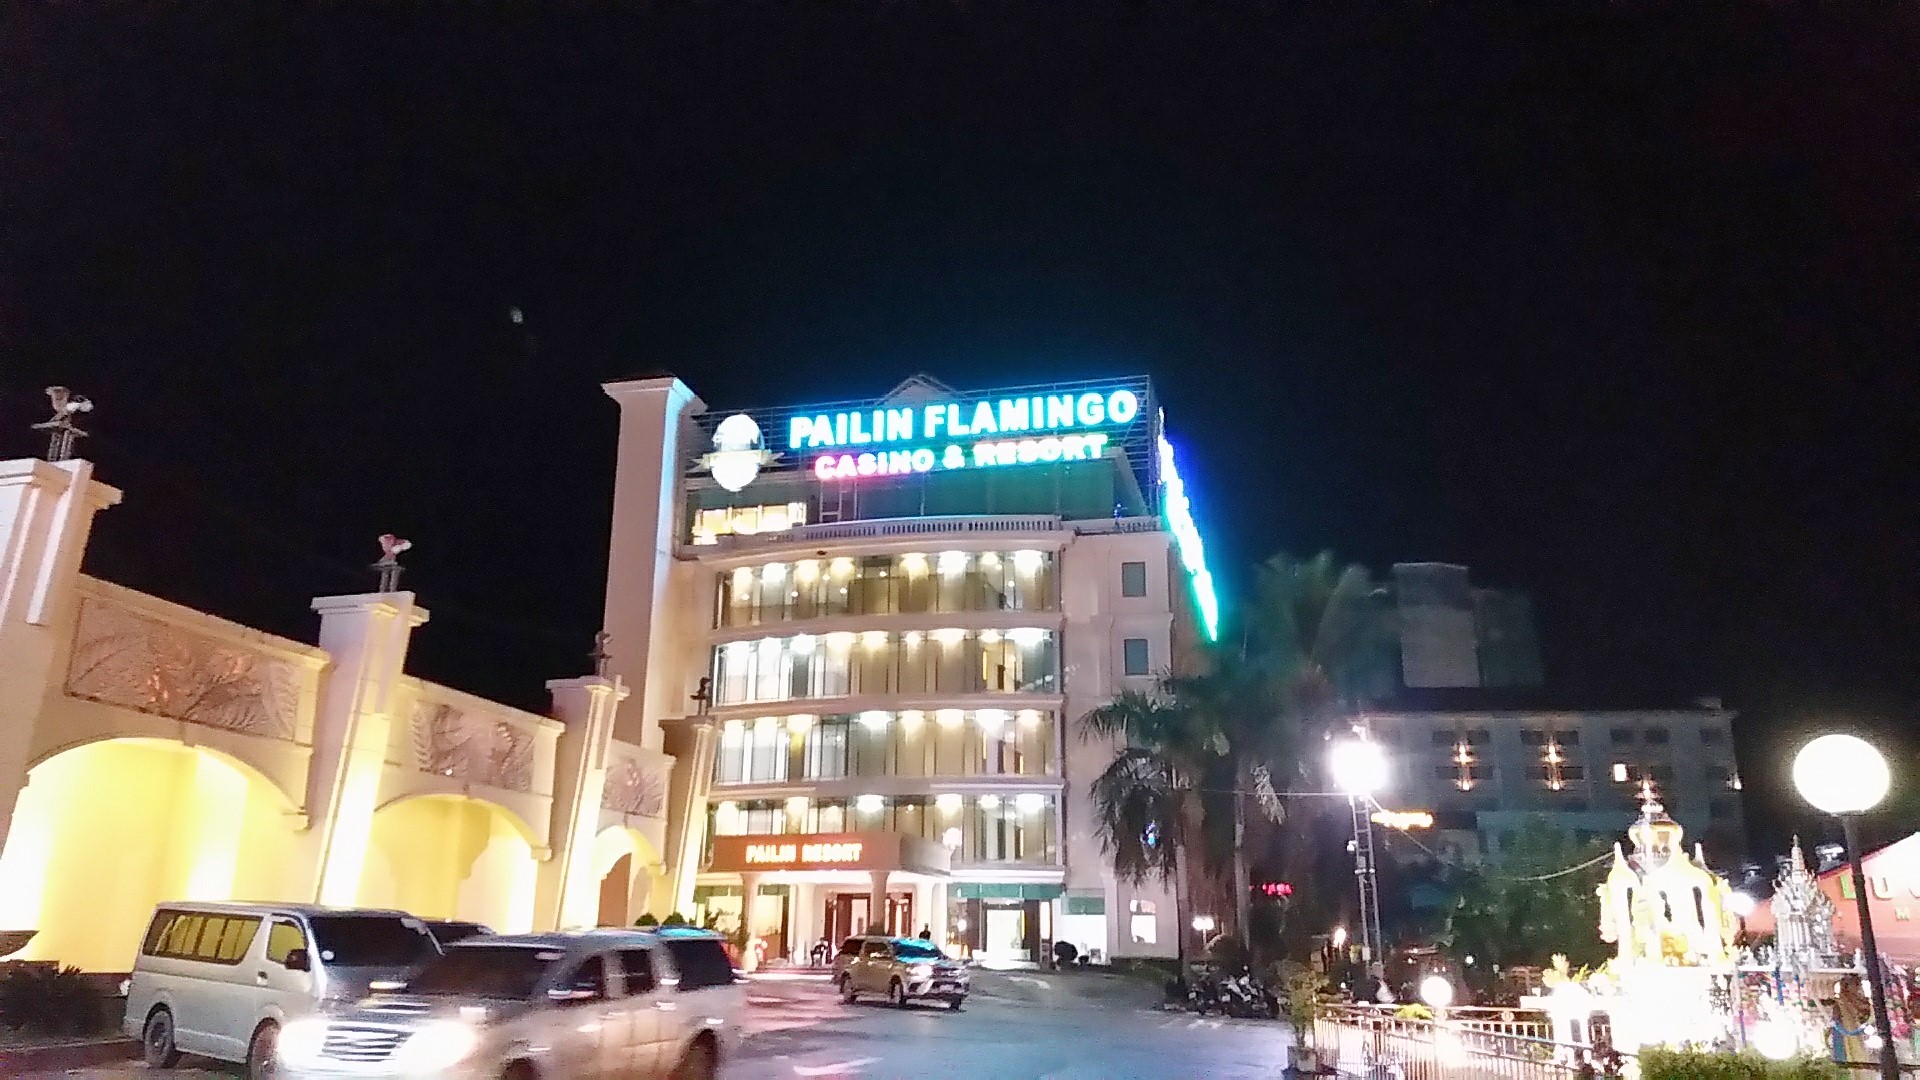 PAILIN FLAMINGO
CASINO & RESORT
PAILIN RESORT